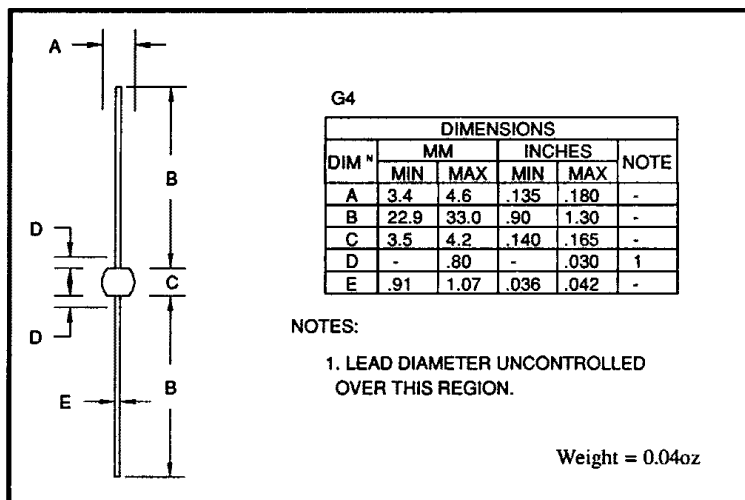 A
B
D
C
D
E
B
G4
DIMENSIONS
DIM N MM INCHES NOTE
MIN MAX MIN MAX
A 3.4 4.6 .135 .180 -
B 22.9 33.0 .90 1.30 -
C 3.5 4.2 .140 .165 -
D - .80 - .030 1
E .91 1.07 .036 .042 -
NOTES:
1. LEAD DIAMETER UNCONTROLLED
OVER THIS REGION.
Weight = 0.04oz